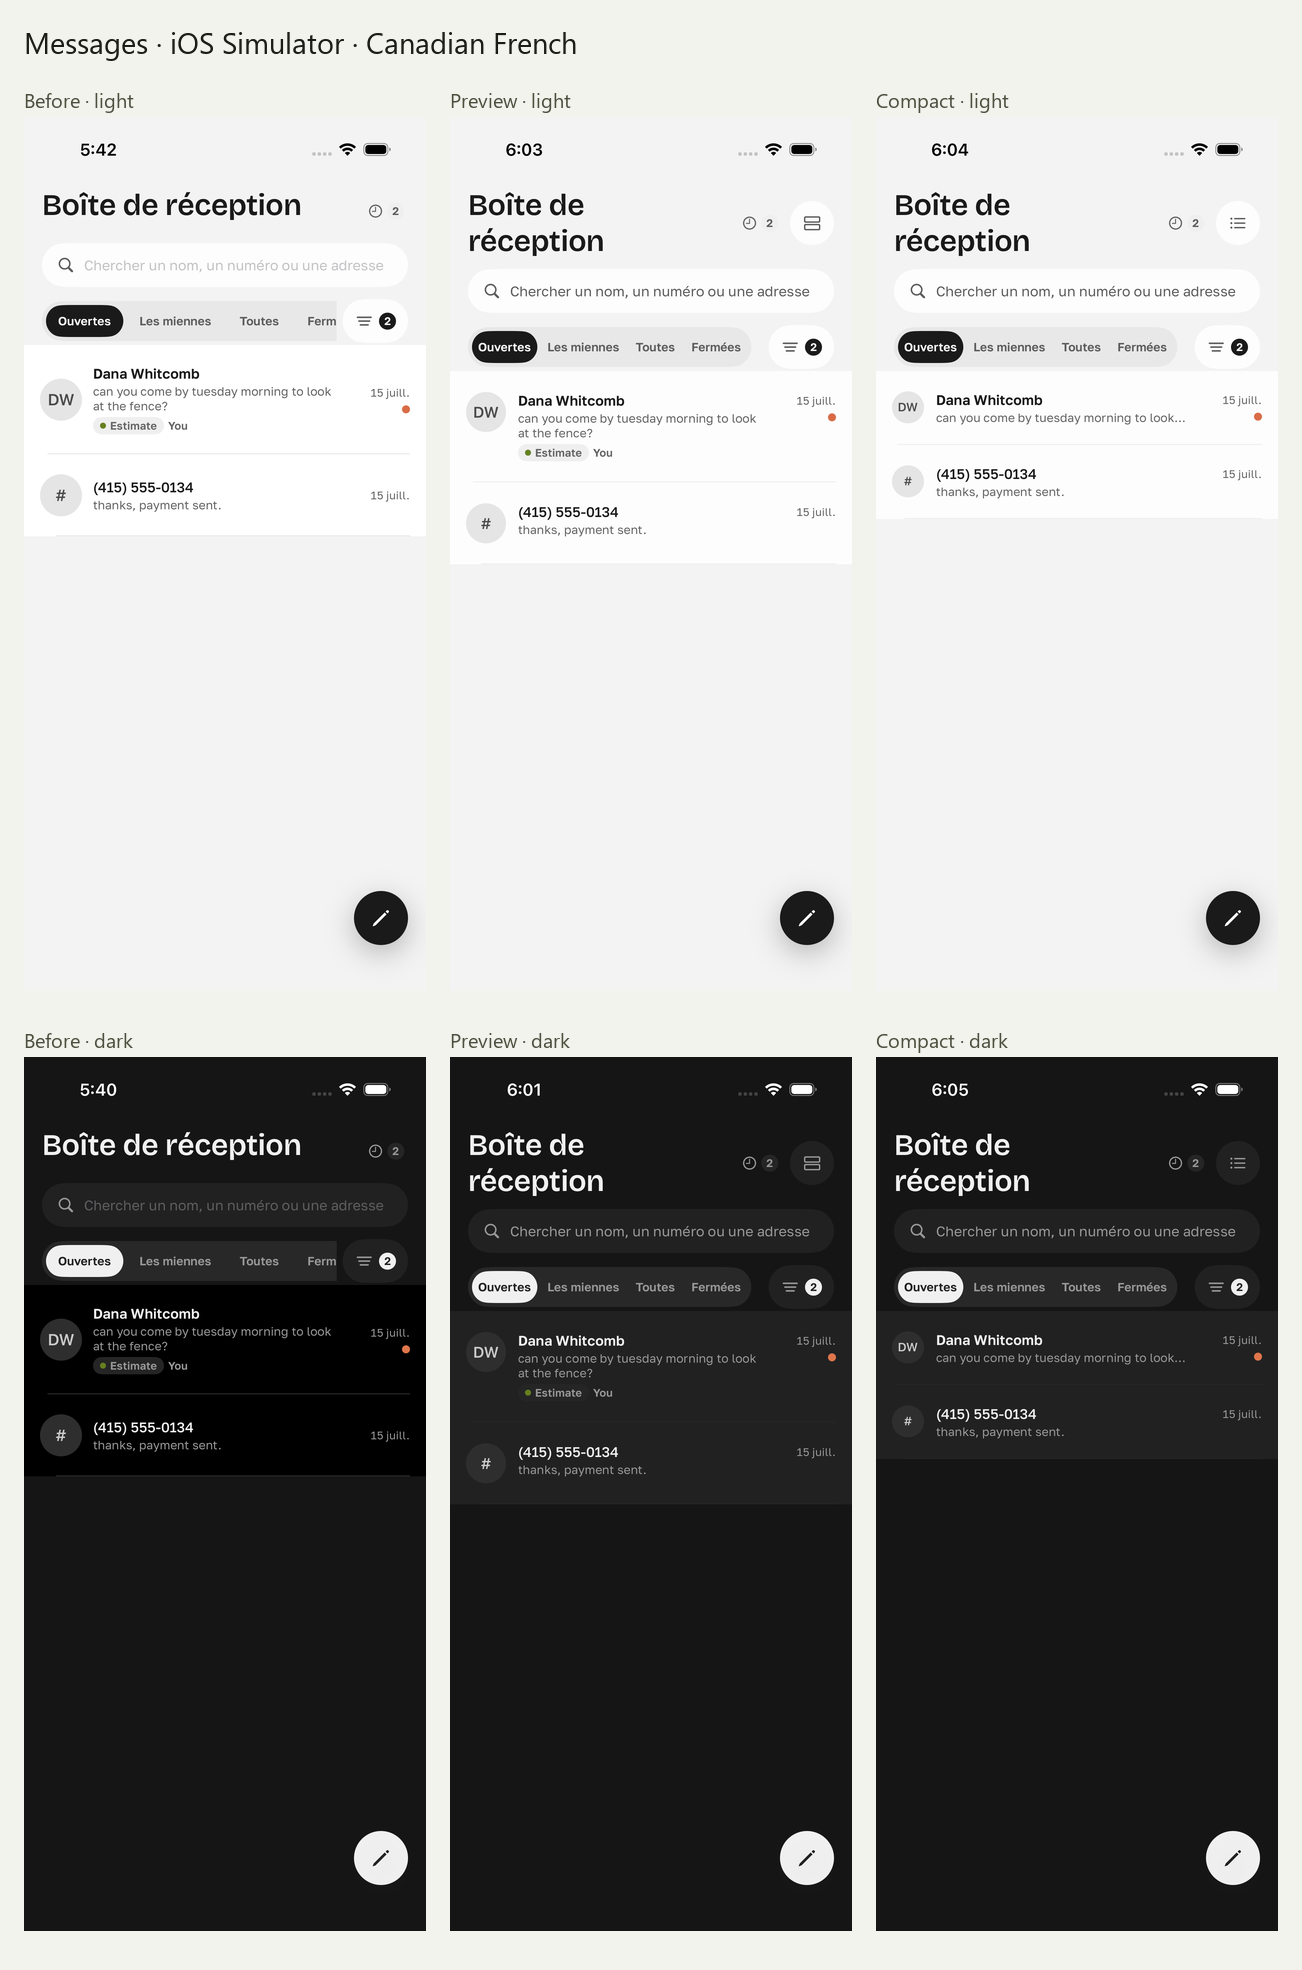 Messages · iOS Simulator · Canadian French
Before · light
5:42
Boîte de réception
2
Chercher un nom, un numéro ou une adresse
Ouvertes Les miennes Toutes Ferm 2
DW
Dana Whitcomb
can you come by tuesday morning to look
at the fence?
15 juill.
Estimate You
#
(415) 555-0134
thanks, payment sent.
15 juill.
Preview · light
6:03
Boîte de
réception
2
Chercher un nom, un numéro ou une adresse
Ouvertes Les miennes Toutes Fermées 2
DW
Dana Whitcomb
can you come by tuesday morning to look
at the fence?
15 juill.
Estimate You
#
(415) 555-0134
thanks, payment sent.
15 juill.
Compact · light
6:04
Boîte de
réception
2
Chercher un nom, un numéro ou une adresse
Ouvertes Les miennes Toutes Fermées 2
DW
Dana Whitcomb
can you come by tuesday morning to look...
15 juill.
#
(415) 555-0134
thanks, payment sent.
15 juill.
Before · dark
5:40
Boîte de réception
2
Chercher un nom, un numéro ou une adresse
Ouvertes Les miennes Toutes Ferm 2
DW
Dana Whitcomb
can you come by tuesday morning to look
at the fence?
15 juill.
Estimate You
#
(415) 555-0134
thanks, payment sent.
15 juill.
Preview · dark
6:01
Boîte de
réception
2
Chercher un nom, un numéro ou une adresse
Ouvertes Les miennes Toutes Fermées 2
DW
Dana Whitcomb
can you come by tuesday morning to look
at the fence?
15 juill.
Estimate You
#
(415) 555-0134
thanks, payment sent.
15 juill.
Compact · dark
6:05
Boîte de
réception
2
Chercher un nom, un numéro ou une adresse
Ouvertes Les miennes Toutes Fermées 2
DW
Dana Whitcomb
can you come by tuesday morning to look...
15 juill.
#
(415) 555-0134
thanks, payment sent.
15 juill.